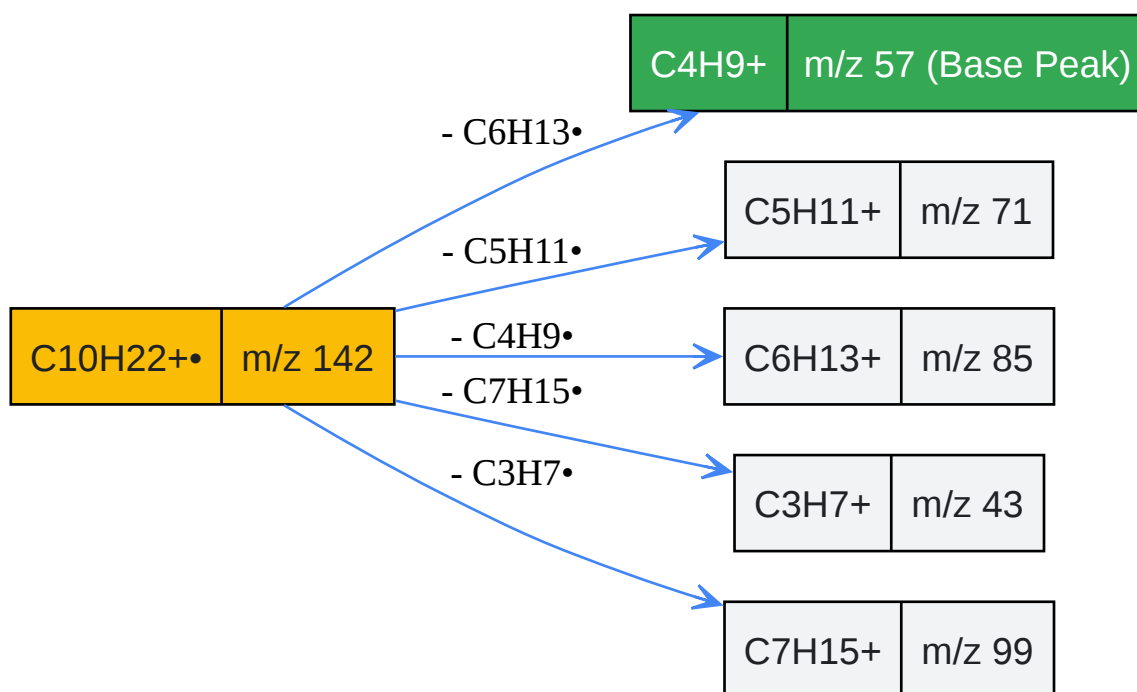 C4H9+ m/z 57 (Base Peak)
- C6H13•
C5H11+ m/z 71
- C5H11•
C10H22+• m/z 142
- C4H9•
C6H13+ m/z 85
- C7H15•
C3H7+ m/z 43
- C3H7•
C7H15+ m/z 99